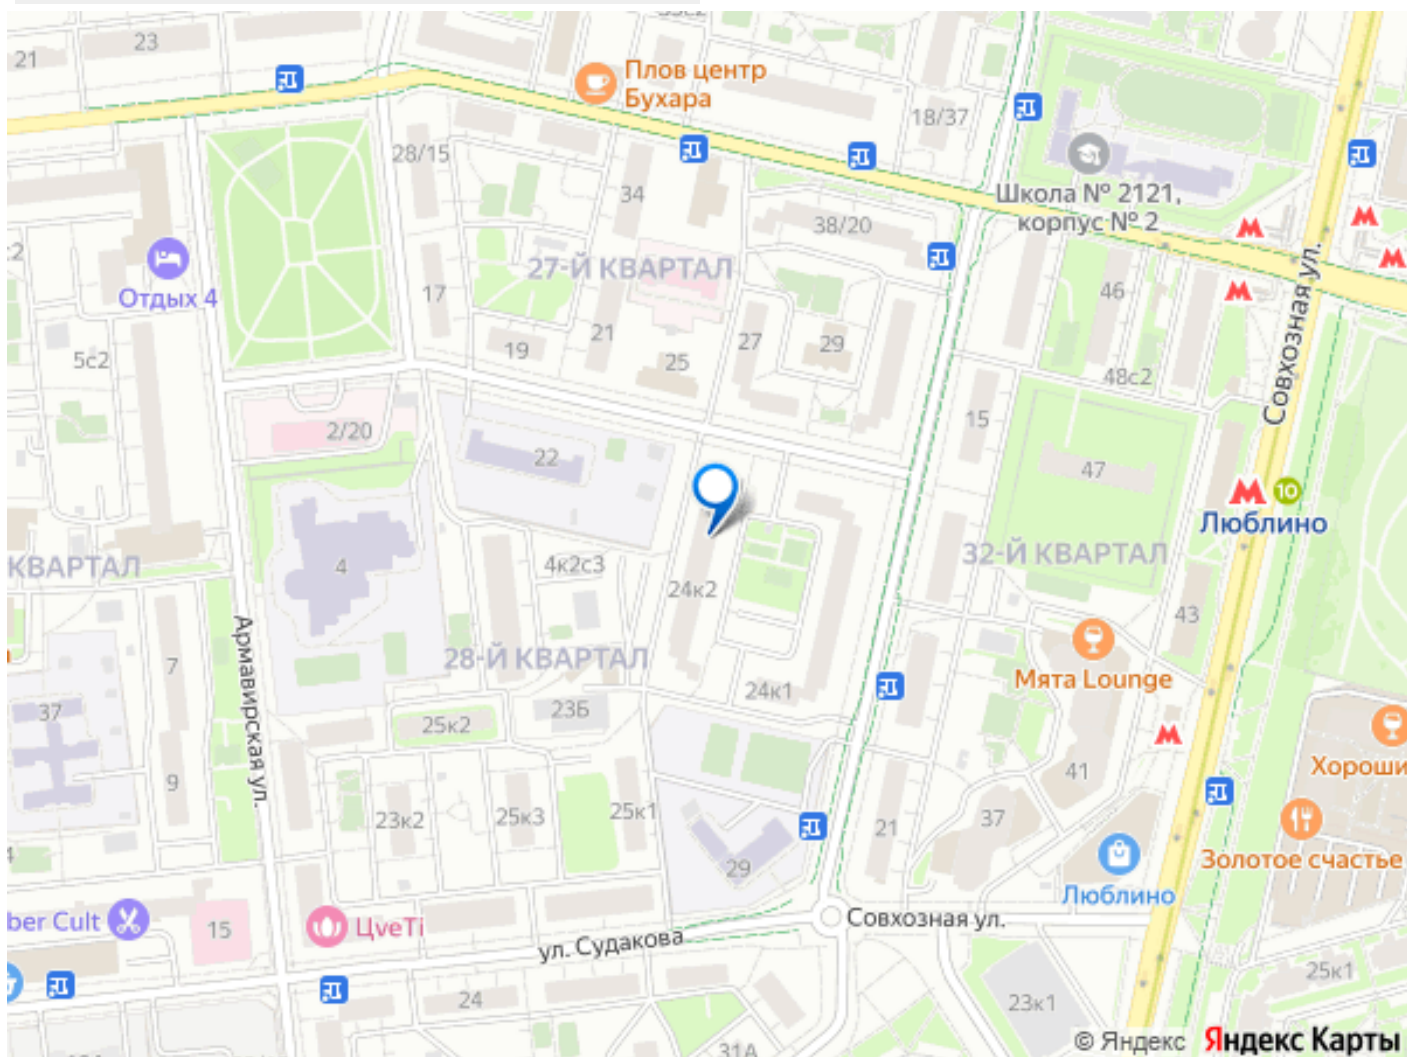 23
21
Плов центр
Бухара
18/37
28/15
34
Школа № 2121,
корпус № 2
38/20
27-Й КВАРТАЛ
Отдых 4
17
46
Совхозная ул.
5с2
19
21
25
27
29
48с2
2/20
22
15
47
10
Люблино
КВАРТАЛ
4
4к2с3
24к2
32-Й КВАРТАЛ
43
Армавирская ул.
7
28-Й КВАРТАЛ
Мята Lounge
24к1
37
25к2
23Б
41
Хороши
9
23к2
25к3
25к1
21
37
29
Золотое счастье
Люблино
ber Cult
15
ЦвеТi
ул. Судакова
Совхозная ул.
24
23к1
25к1
31А
© Яндекс Яндекс Карты